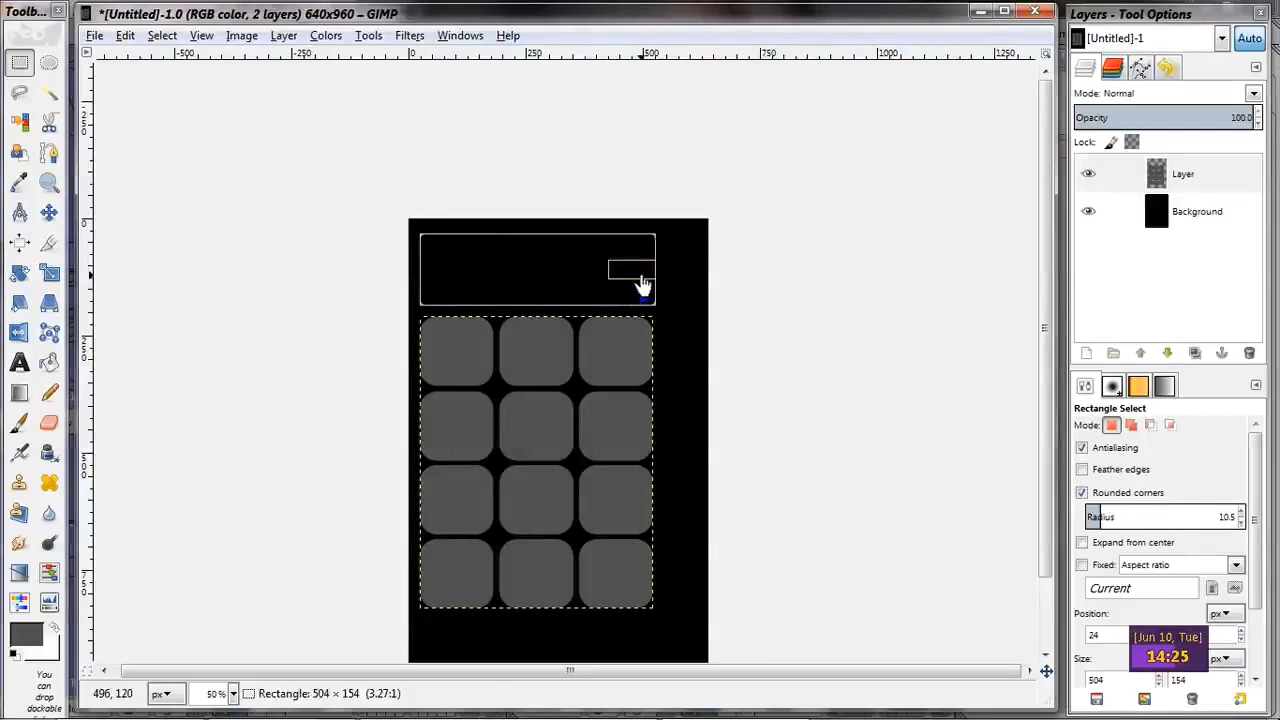 Toolb...
*[Untitled]-1.0 (RGB color, 2 layers) 640x960 – GIMP
Layers - Tool Options
[Untitled]-1
Auto
File Edit Select View Image Layer Colors Tools Filters Windows Help
-500 -250 0 250 500 750 1000 1250
Mode: Normal
Opacity 100.0
Lock:
Layer
Background
Rectangle Select
Mode:
Antialiasing
Feather edges
Rounded corners
Radius 10.5
Expand from center
Fixed: Aspect ratio
Current
Position:
px
24
[Jun 10, Tue]
14:25
Size:
px
504 154
You
can
drop
dockable
496, 120 px 50 % Rectangle: 504 × 154 (3.27:1)